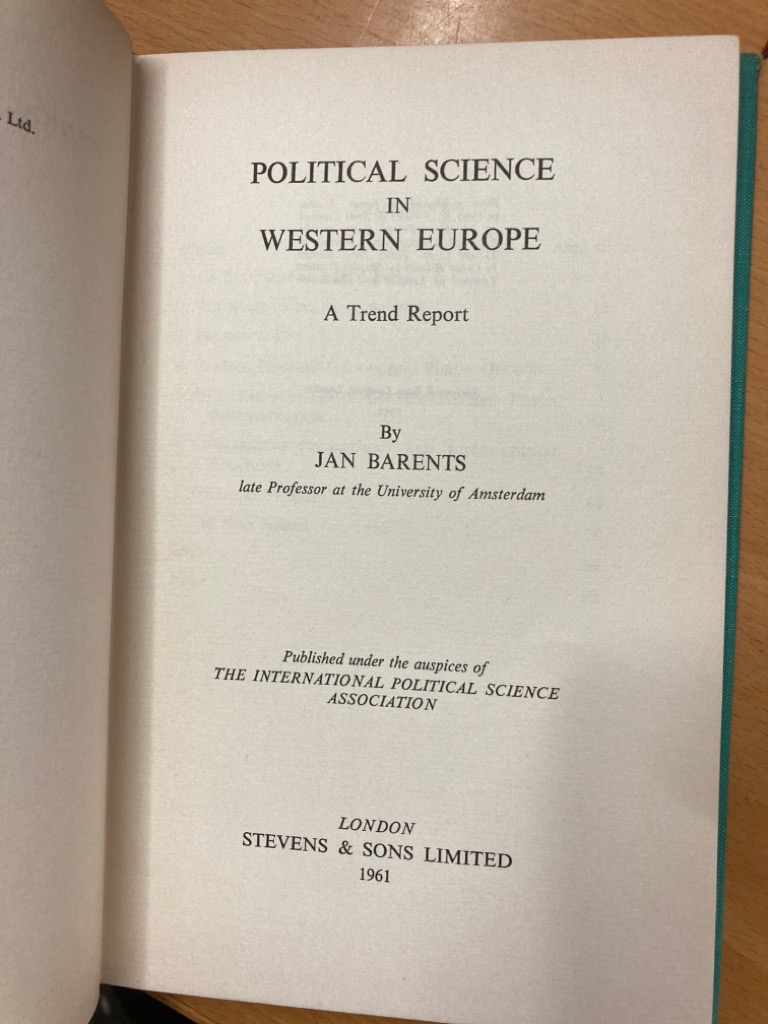 Ltd.
POLITICAL SCIENCE
IN
WESTERN EUROPE
A Trend Report
By
JAN BARENTS
late Professor at the University of Amsterdam
Published under the auspices of
THE INTERNATIONAL POLITICAL SCIENCE
ASSOCIATION
LONDON
STEVENS & SONS LIMITED
1961